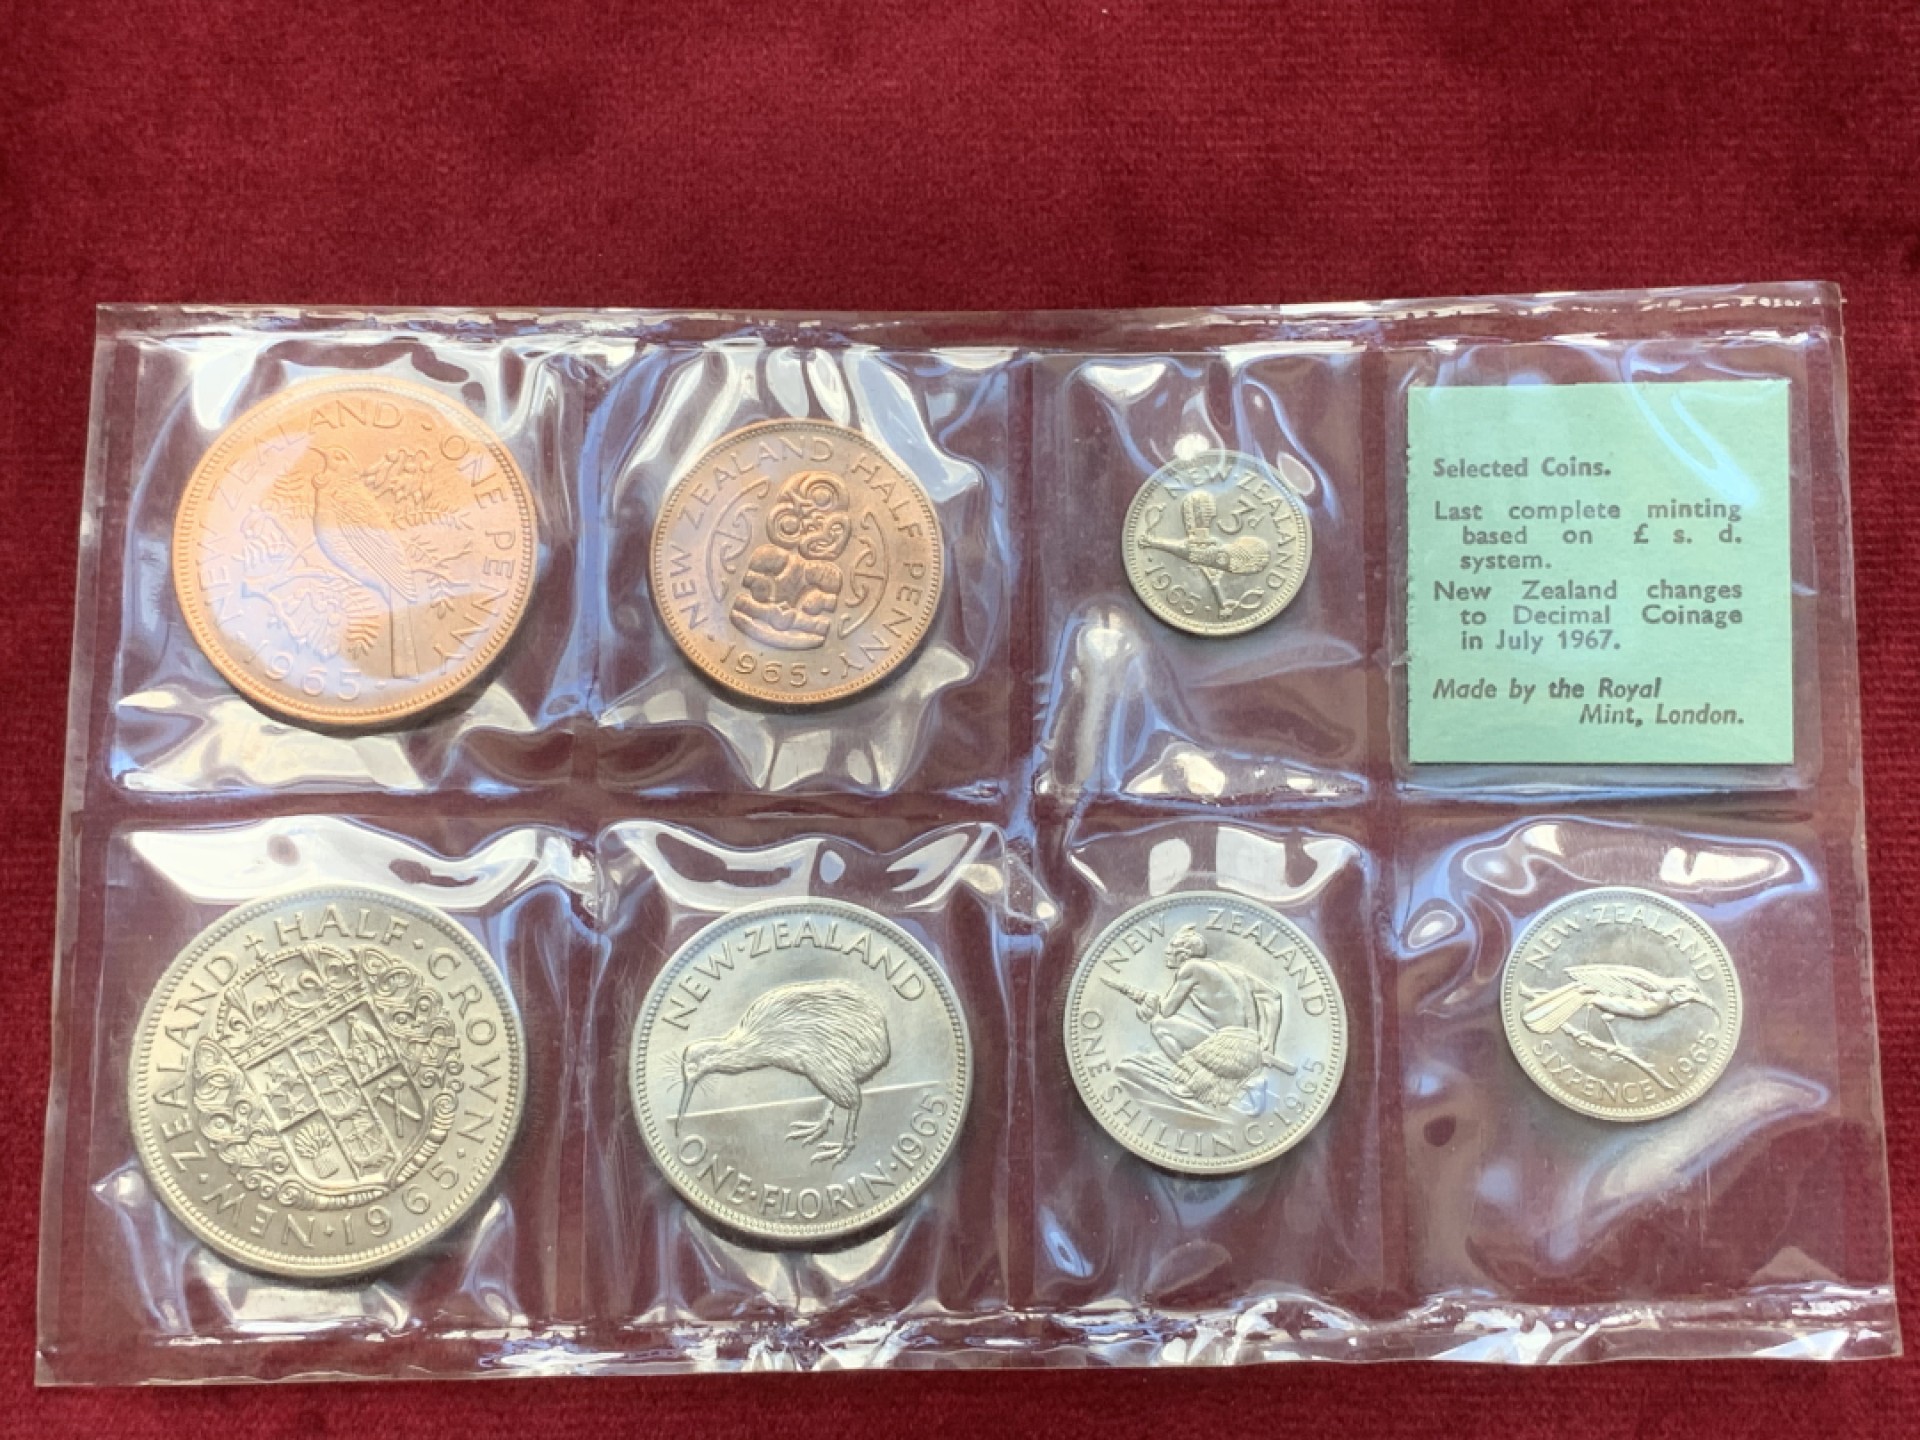 NEW ZEALAND · ONE PENNY
· 1965 ·
NEW ZEALAND HALF PENNY
· 1965 ·
NEW ZEALAND
3d
· 1965 ·
Selected Coins.
Last complete minting
based on £ s. d.
system.
New Zealand changes
to Decimal Coinage
in July 1967.
Made by the Royal
Mint, London.
NEW · ZEALAND + HALF · CROWN · 1965 ·
NEW · ZEALAND
ONE · FLORIN · 1965
NEW ZEALAND
ONE SHILLING · 1965
NEW · ZEALAND
SIXPENCE 1965